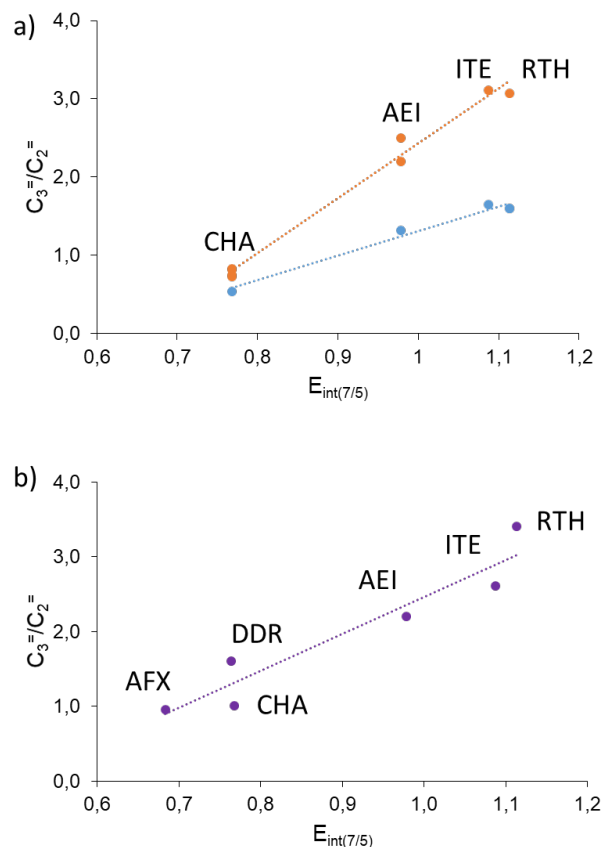 a)
4,0
3,0
2,0
1,0
0,0
C3=/C2=
CHA
AEI
ITE
RTH
0,6 0,7 0,8 0,9 1 1,1 1,2
Eint(7/5)
b)
4,0
3,0
2,0
1,0
0,0
C3=/C2=
AFX
DDR
CHA
AEI
ITE
RTH
0,6 0,7 0,8 0,9 1,0 1,1 1,2
Eint(7/5)